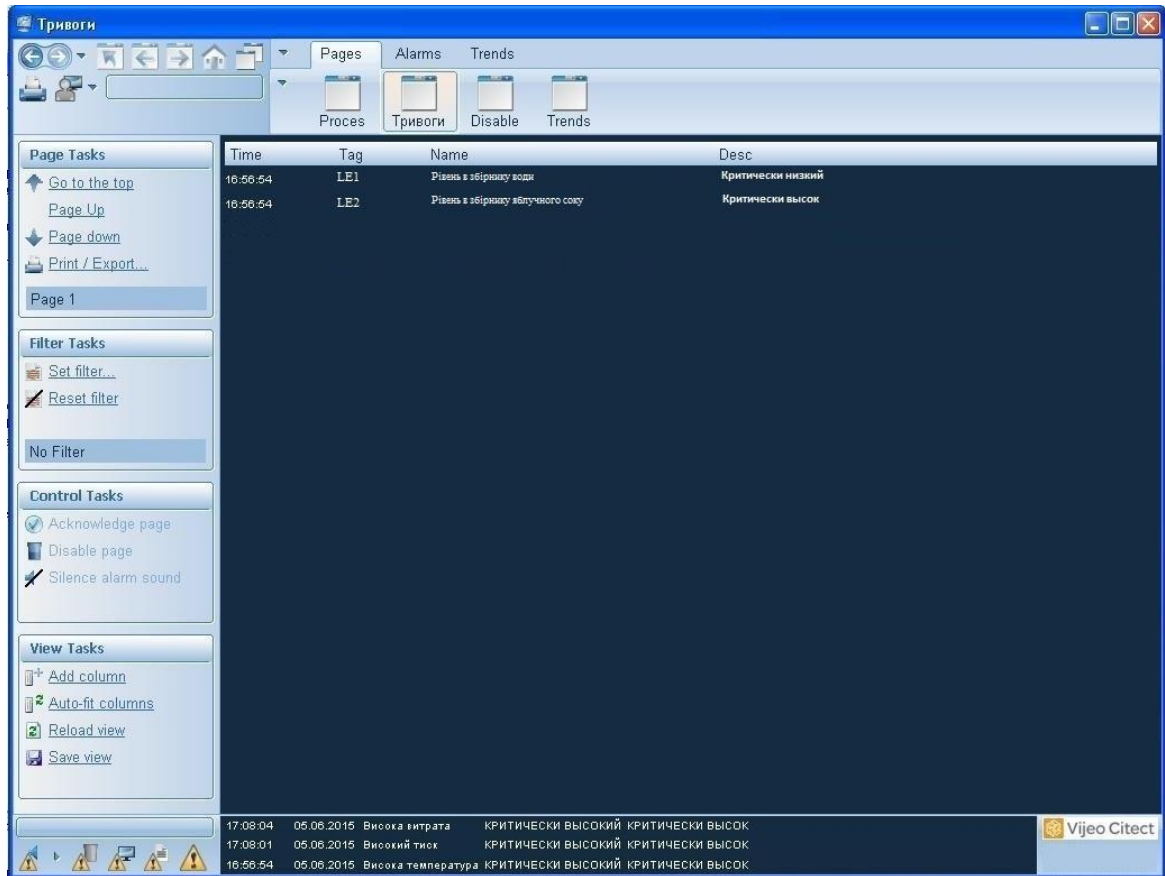 Тривоги
Pages Alarms Trends
Proces Тривоги Disable Trends
Page Tasks
Go to the top
Page Up
Page down
Print / Export...
Page 1
Filter Tasks
Set filter...
Reset filter
No Filter
Control Tasks
Acknowledge page
Disable page
Silence alarm sound
View Tasks
Add column
Auto-fit columns
Reload view
Save view
Time Tag Name Desc
16:56:54 LE1 Рівень в збірнику води Критически низкий
16:56:54 LE2 Рівень в збірнику яблучного соку Критически высок
17:08:04 05.06.2015 Висока витрата КРИТИЧЕСКИ ВЫСОКИЙ КРИТИЧЕСКИ ВЫСОК
17:08:01 05.06.2015 Високий тиск КРИТИЧЕСКИ ВЫСОКИЙ КРИТИЧЕСКИ ВЫСОК
16:56:54 05.06.2015 Висока температура КРИТИЧЕСКИ ВЫСОКИЙ КРИТИЧЕСКИ ВЫСОК
Vijeo Citect